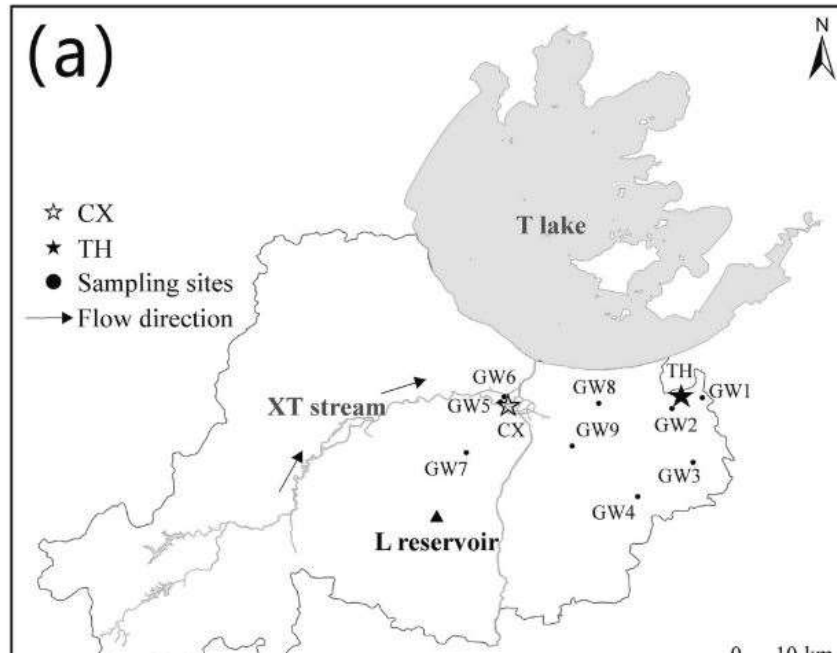 (a)
N
T lake
CX
TH
Sampling sites
Flow direction
XT stream
GW6
GW5
CX
GW8
TH
GW1
GW2
GW9
GW7
GW3
GW4
L reservoir
0 10 km